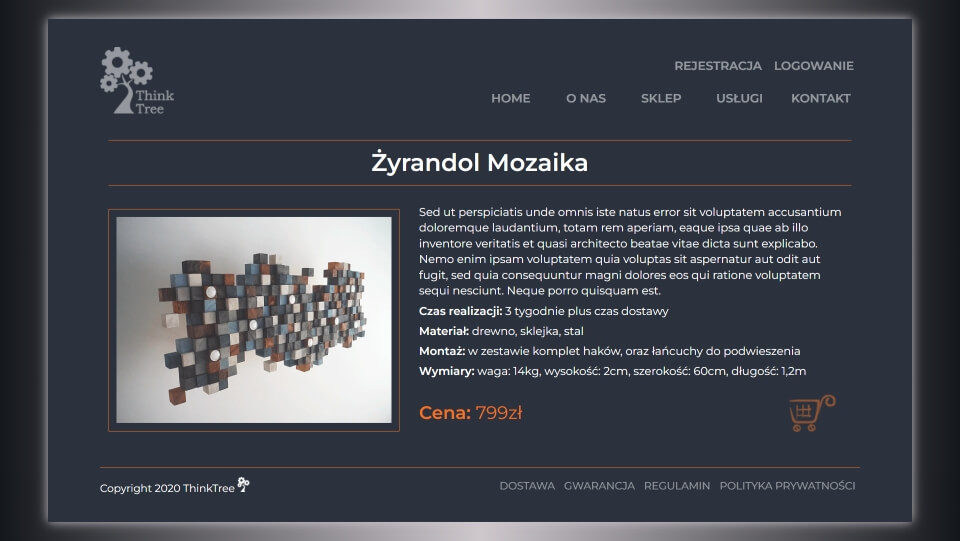 Think
Tree
REJESTRACJA LOGOWANIE
HOME O NAS SKLEP USŁUGI KONTAKT
Żyrandol Mozaika
Sed ut perspiciatis unde omnis iste natus error sit voluptatem accusantium
doloremque laudantium, totam rem aperiam, eaque ipsa quae ab illo
inventore veritatis et quasi architecto beatae vitae dicta sunt explicabo.
Nemo enim ipsam voluptatem quia voluptas sit aspernatur aut odit aut
fugit, sed quia consequuntur magni dolores eos qui ratione voluptatem
sequi nesciunt. Neque porro quisquam est.
Czas realizacji: 3 tygodnie plus czas dostawy
Materiał: drewno, sklejka, stal
Montaż: w zestawie komplet haków, oraz łańcuchy do podwieszenia
Wymiary: waga: 14kg, wysokość: 2cm, szerokość: 60cm, długość: 1,2m
Cena: 799zł
Copyright 2020 ThinkTree
DOSTAWA GWARANCJA REGULAMIN POLITYKA PRYWATNOŚCI